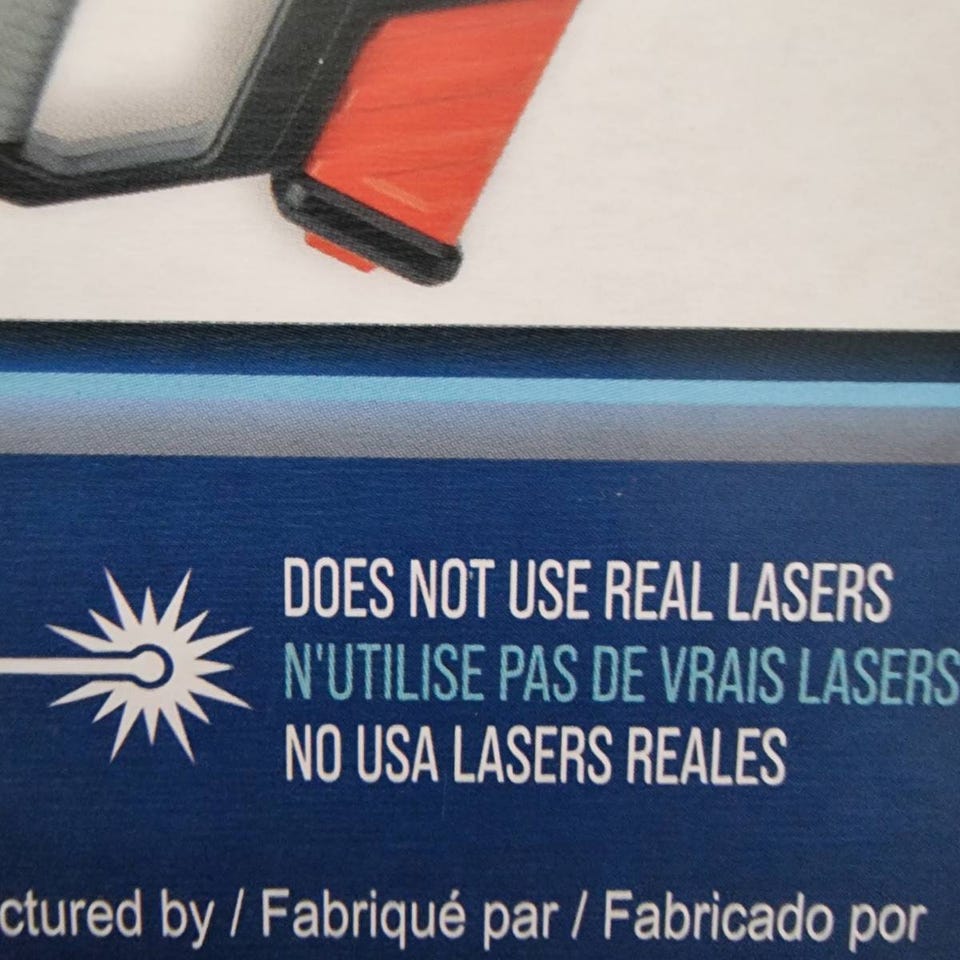 DOES NOT USE REAL LASERS
N'UTILISE PAS DE VRAIS LASERS
NO USA LASERS REALES
ctured by / Fabriqué par / Fabricado por